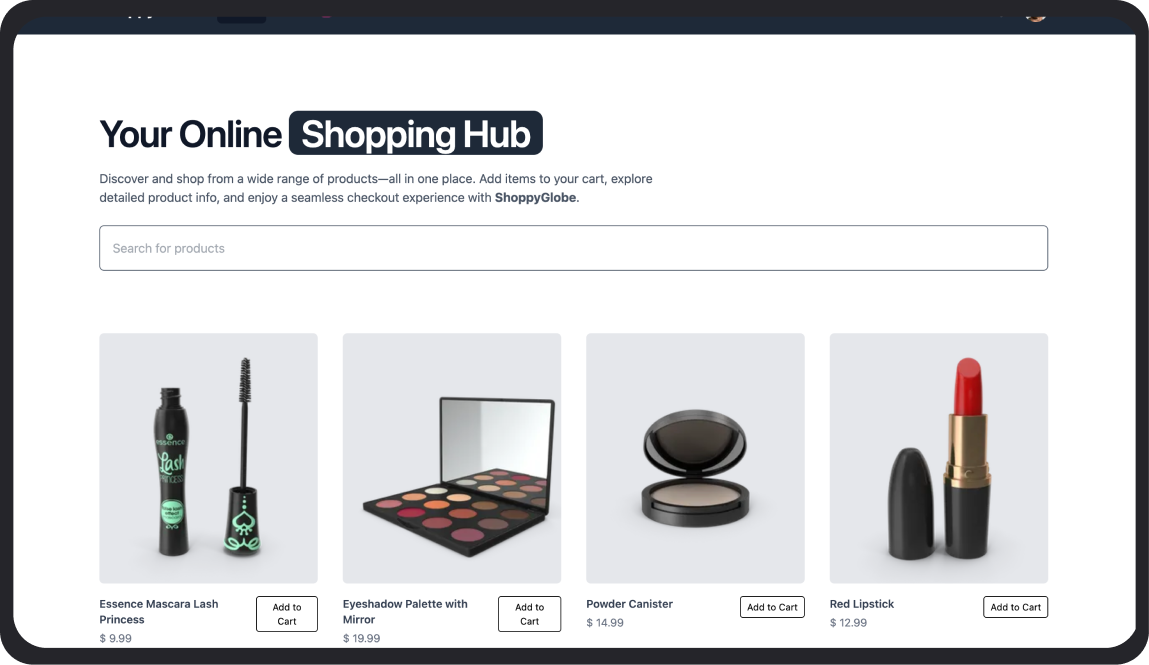 Your Online Shopping Hub
Discover and shop from a wide range of products—all in one place. Add items to your cart, explore
detailed product info, and enjoy a seamless checkout experience with ShoppyGlobe.
Search for products
essence
Lash
PRINCESS
Essence Mascara Lash
Princess
$ 9.99
Add to
Cart
Eyeshadow Palette with
Mirror
$ 19.99
Add to
Cart
Powder Canister
$ 14.99
Add to Cart
Red Lipstick
$ 12.99
Add to Cart